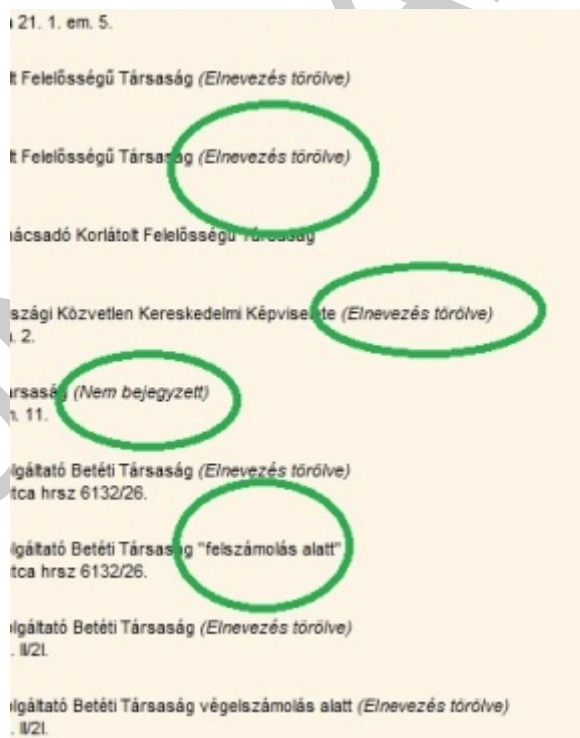 21. 1. em. 5.
t Felelősségű Társaság (Elnevezés törölve)
t Felelősségű Társaság (Elnevezés törölve)
ácsadó Korlátolt Felelősségű Társaság
szági Közvetlen Kereskedelmi Képviselete (Elnevezés törölve)
. 2.
ársaság (Nem bejegyzett)
11.
lgáltató Betéti Társaság (Elnevezés törölve)
tca hrsz 6132/26.
lgáltató Betéti Társaság "felszámolás alatt"
tca hrsz 6132/26.
olgáltató Betéti Társaság (Elnevezés törölve)
. II/2I.
olgáltató Betéti Társaság végelszámolás alatt (Elnevezés törölve)
. II/2I.